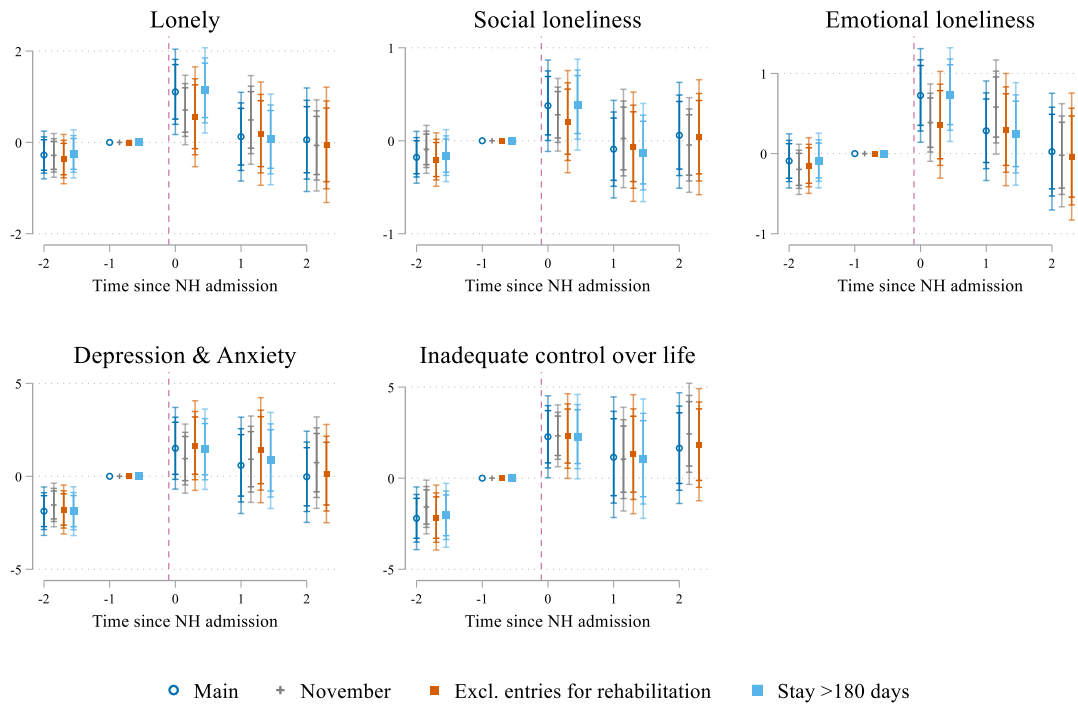 Lonely
Social loneliness
Emotional loneliness
2
0
-2
-2 -1 0 1 2
Time since NH admission
1
0
-1
-2 -1 0 1 2
Time since NH admission
1
0
-1
-2 -1 0 1 2
Time since NH admission
Depression & Anxiety
Inadequate control over life
5
0
-5
-2 -1 0 1 2
Time since NH admission
5
0
-5
-2 -1 0 1 2
Time since NH admission
Main November Excl. entries for rehabilitation Stay >180 days